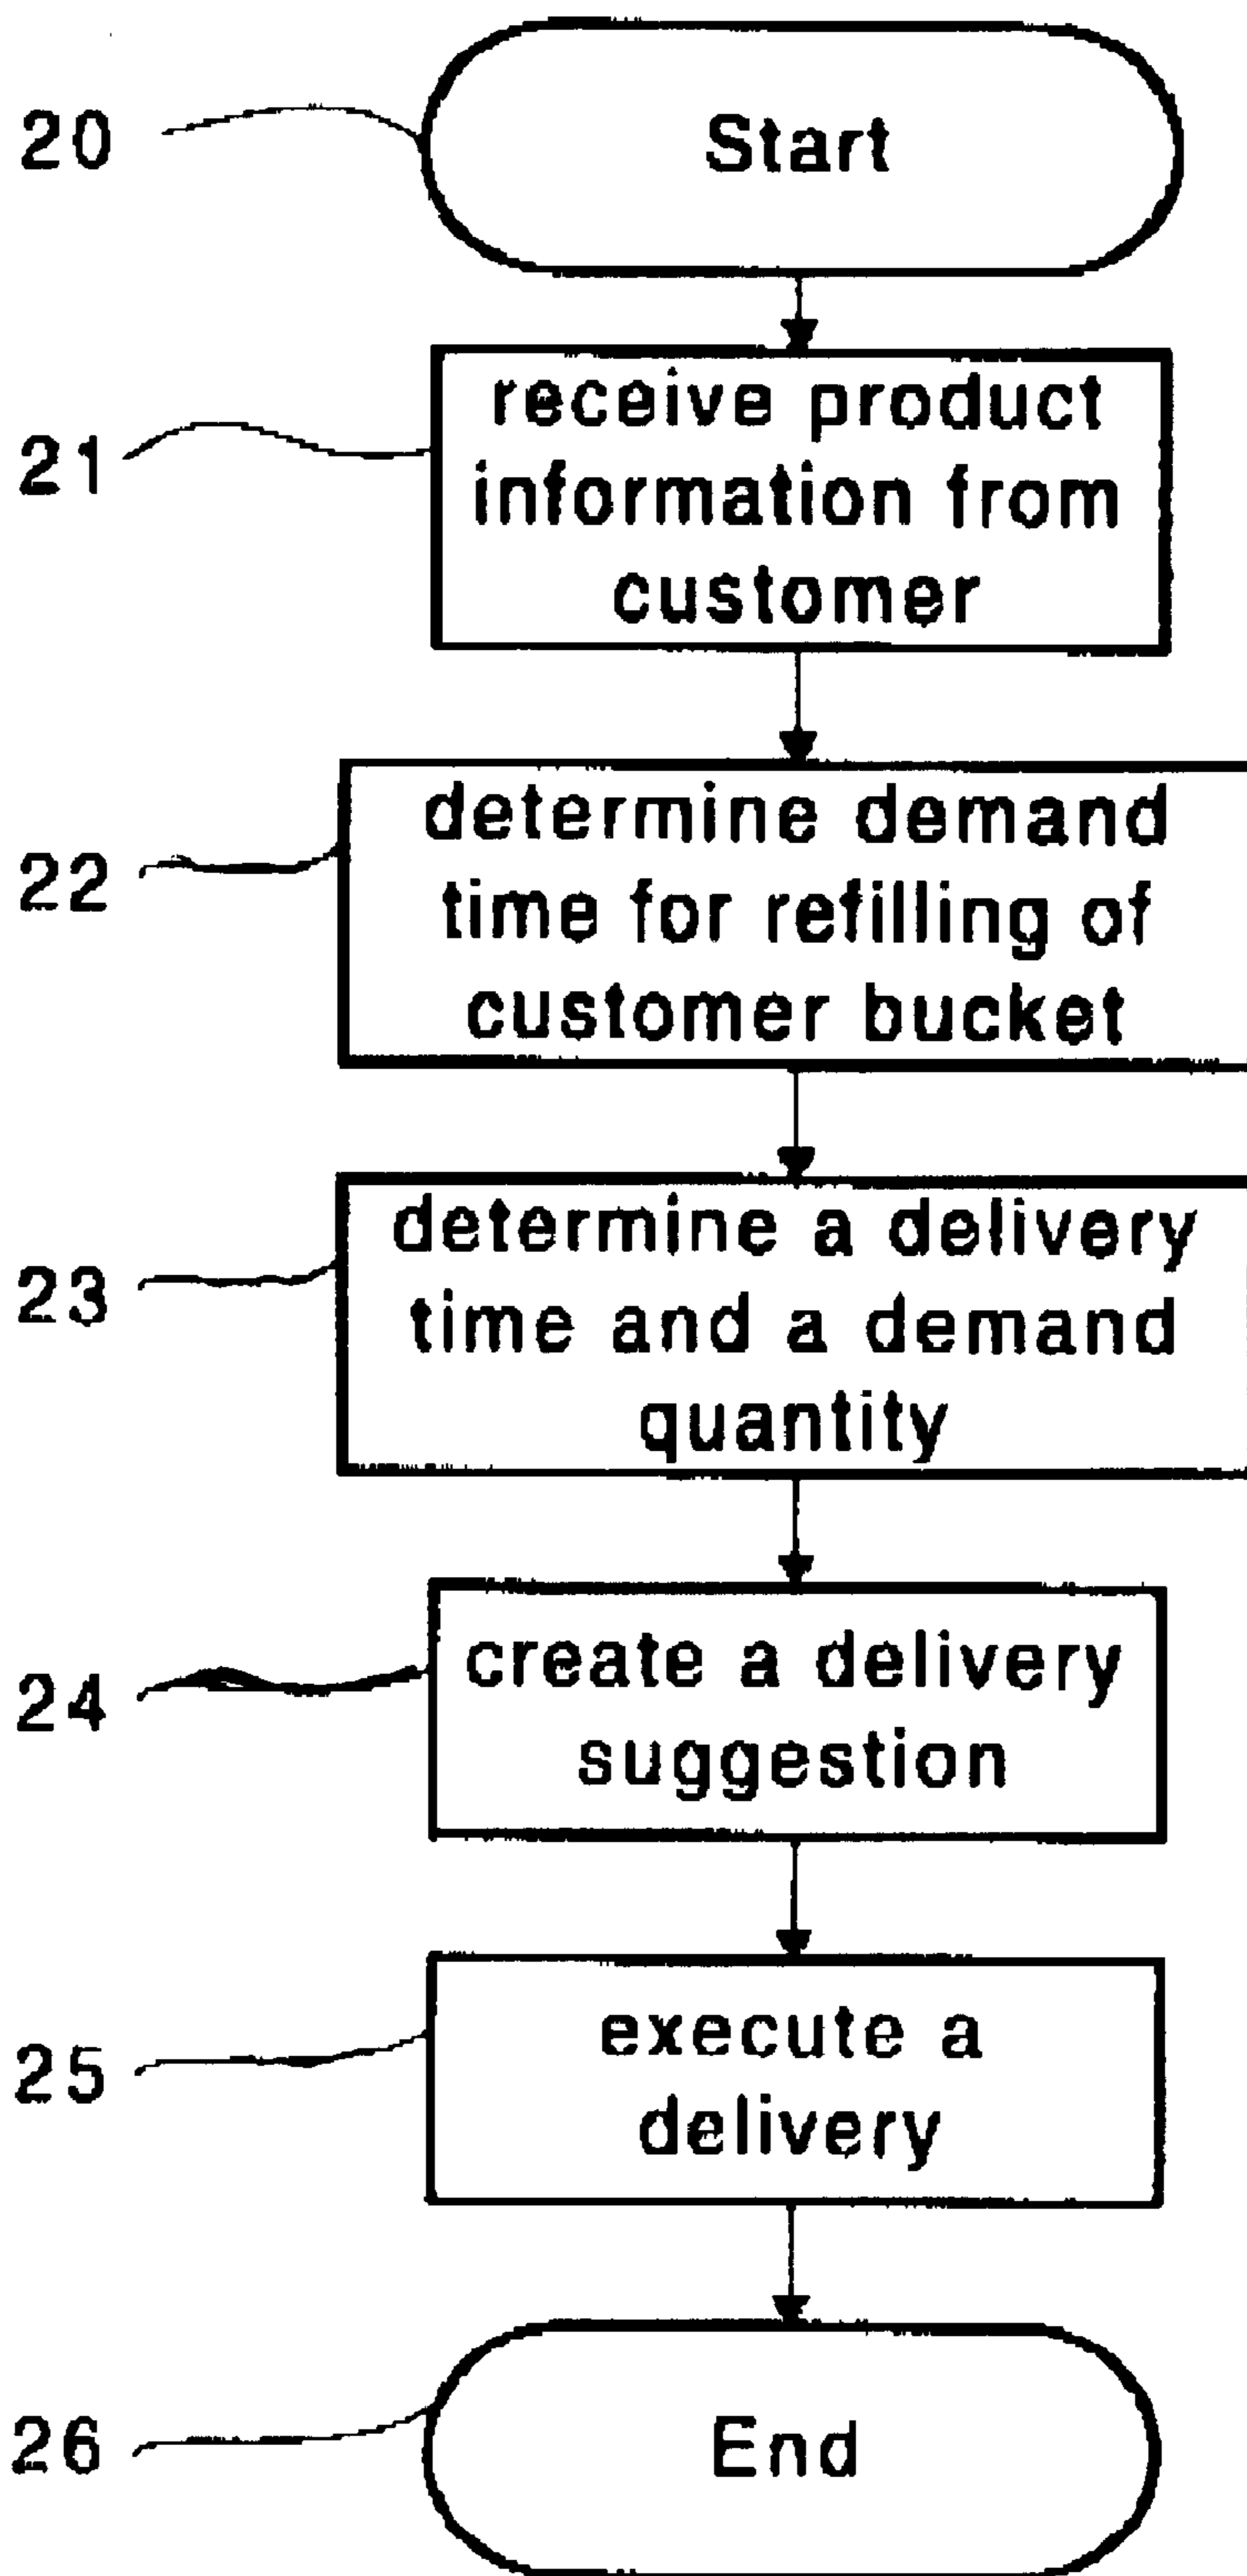 20
Start
21
receive product
information from
customer
22
determine demand
time for refilling of
customer bucket
23
determine a delivery
time and a demand
quantity
24
create a delivery
suggestion
25
execute a
delivery
26
End